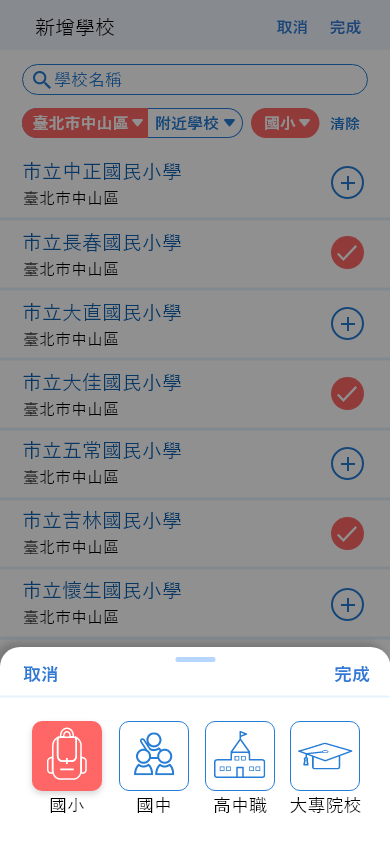 新增學校 取消 完成
學校名稱
臺北市中山區 附近學校 國小 清除
市立中正國民小學
臺北市中山區
市立長春國民小學
臺北市中山區
市立大直國民小學
臺北市中山區
市立大佳國民小學
臺北市中山區
市立五常國民小學
臺北市中山區
市立吉林國民小學
臺北市中山區
市立懷生國民小學
臺北市中山區
取消 完成
國小 國中 高中職 大專院校